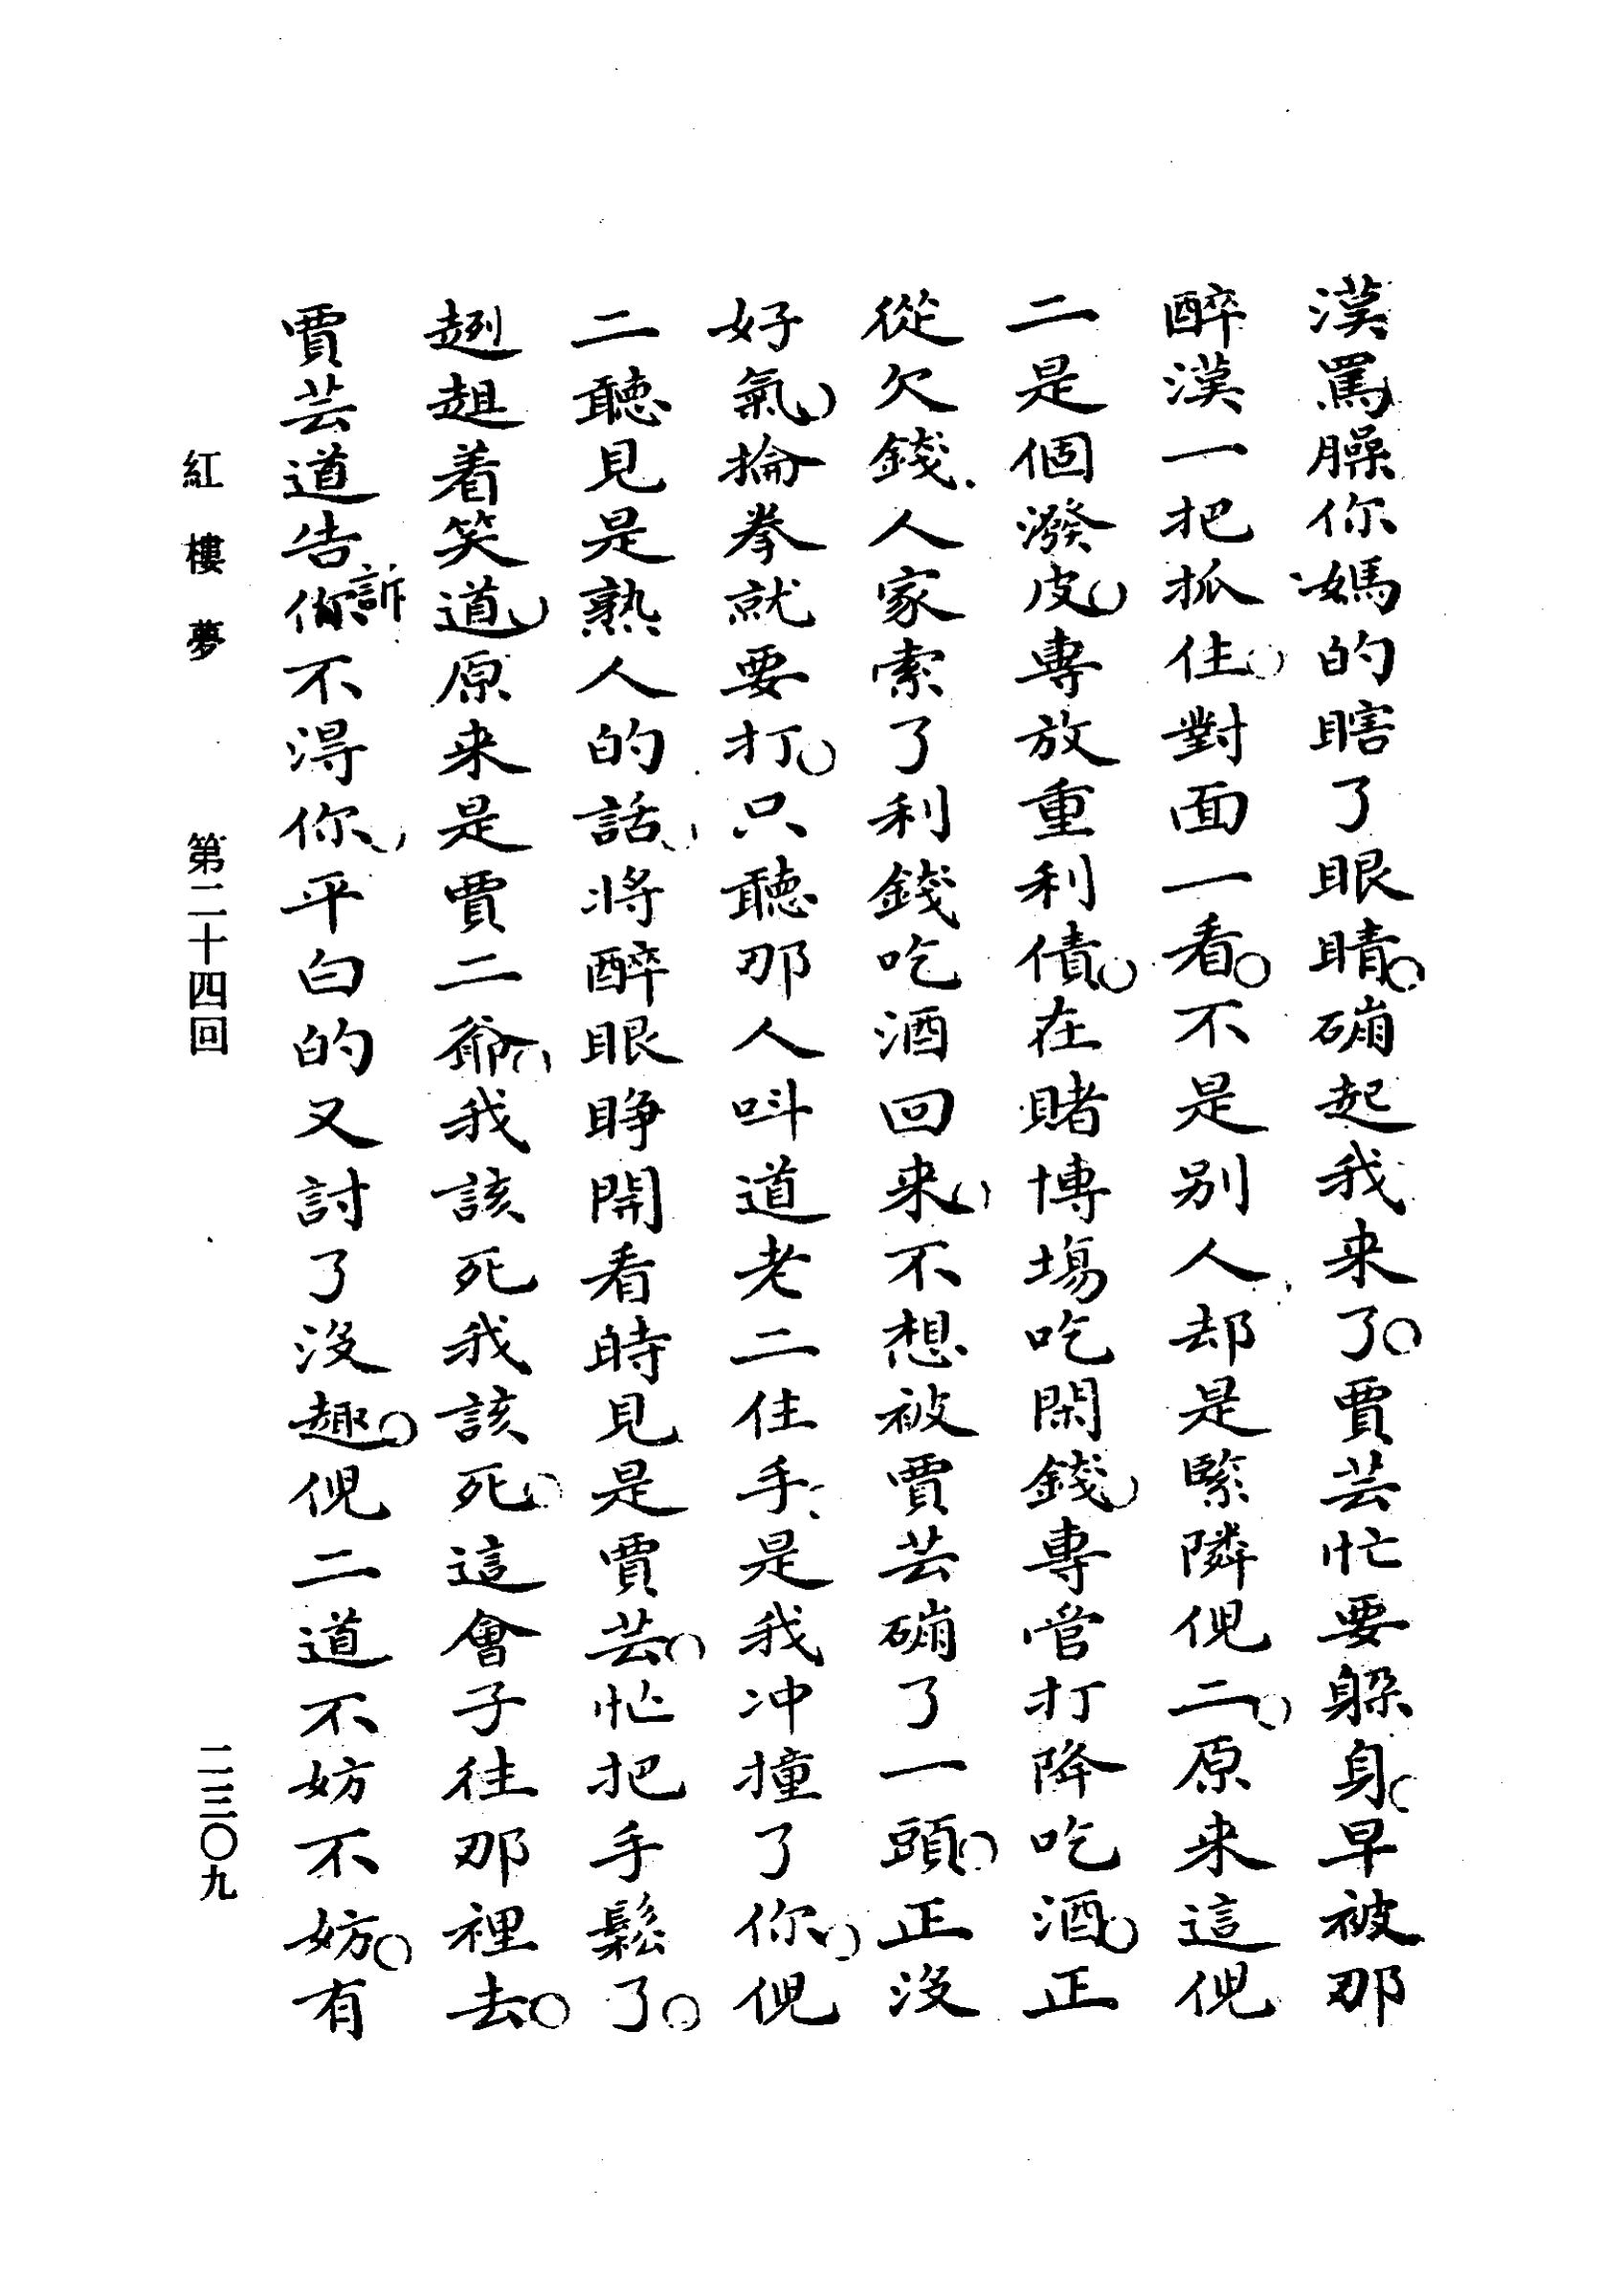 漢罵臊你媽的瞎了眼睛硼起我来了賈芸忙要躲身早被那
醉漢一把抓住對面一看不是别人却是緊隣倪二原来這倪
二是個潑皮專放重利債在賭博塲吃閑錢專管打降吃酒正
從欠錢人家索了利錢吃酒回来不想被賈芸硼了一頭正沒
好氣掄拳就要打只聽那人呌道老二住手是我冲撞了你倪
二聽見是熟人的話將醉眼睜開看時見是賈芸忙把手鬆了
趔趄着笑道原来是賈二爺我該死我該死這會子往那裡去
賈芸道告訴你不得你平白的又討了沒趣倪二道不妨不妨有
紅樓夢 第二十四回 二三〇九